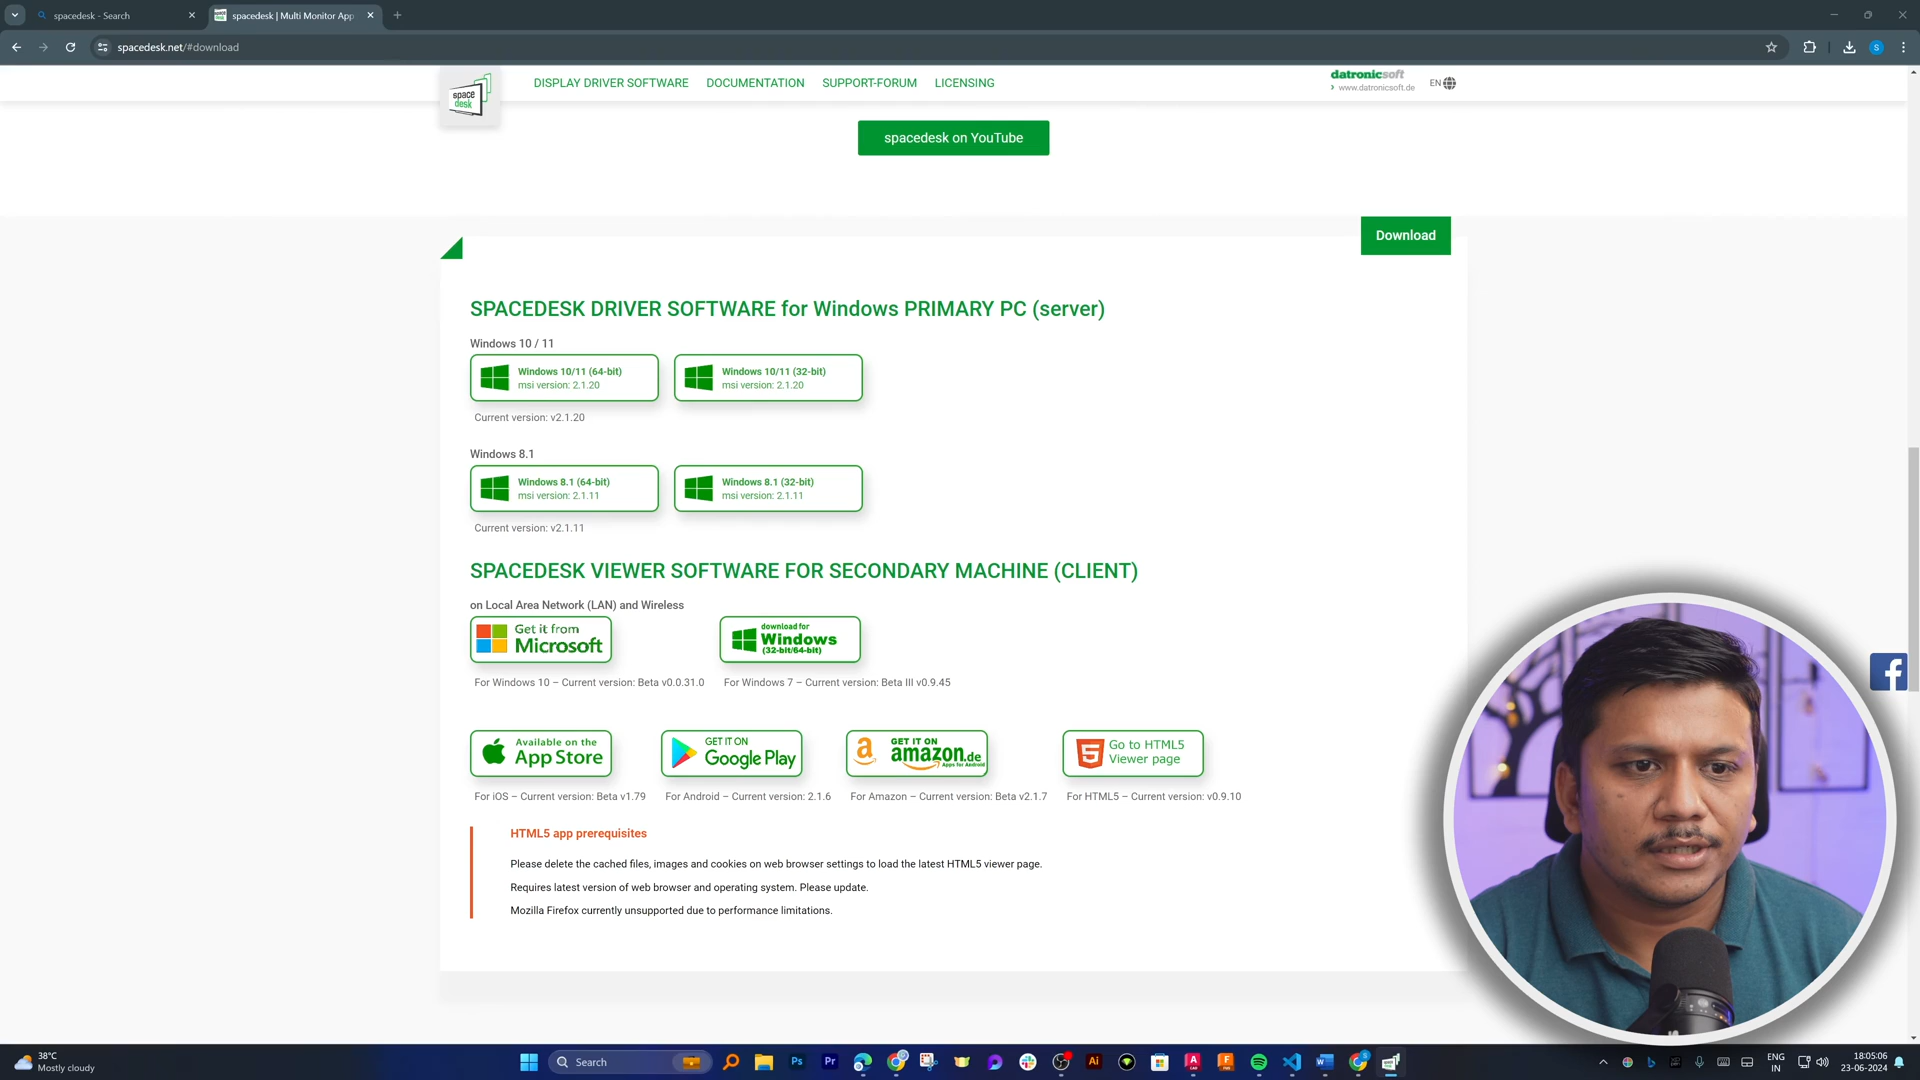 spacedesk - Search
spacedesk | Multi Monitor App
spacedesk.net/#download
S
space
desk
DISPLAY DRIVER SOFTWARE
DOCUMENTATION
SUPPORT-FORUM
LICENSING
datronicsoft
› www.datronicsoft.de
EN
spacedesk on YouTube
Download
SPACEDESK DRIVER SOFTWARE for Windows PRIMARY PC (server)
Windows 10 / 11
Windows 10/11 (64-bit)
msi version: 2.1.20
Windows 10/11 (32-bit)
msi version: 2.1.20
Current version: v2.1.20
Windows 8.1
Windows 8.1 (64-bit)
msi version: 2.1.11
Windows 8.1 (32-bit)
msi version: 2.1.11
Current version: v2.1.11
SPACEDESK VIEWER SOFTWARE FOR SECONDARY MACHINE (CLIENT)
on Local Area Network (LAN) and Wireless
Get it from
Microsoft
download for
Windows
(32-bit/64-bit)
For Windows 10 – Current version: Beta v0.0.31.0
For Windows 7 – Current version: Beta III v0.9.45
Available on the
App Store
GET IT ON
Google Play
GET IT ON
amazon.de
Apps for Android
Go to HTML5
Viewer page
For iOS – Current version: Beta v1.79
For Android – Current version: 2.1.6
For Amazon – Current version: Beta v2.1.7
For HTML5 – Current version: v0.9.10
HTML5 app prerequisites
Please delete the cached files, images and cookies on web browser settings to load the latest HTML5 viewer page.
Requires latest version of web browser and operating system. Please update.
Mozilla Firefox currently unsupported due to performance limitations.
38°C
Mostly cloudy
Search
Ps
Pr
Ai
ENG
IN
18:05:06
23-06-2024